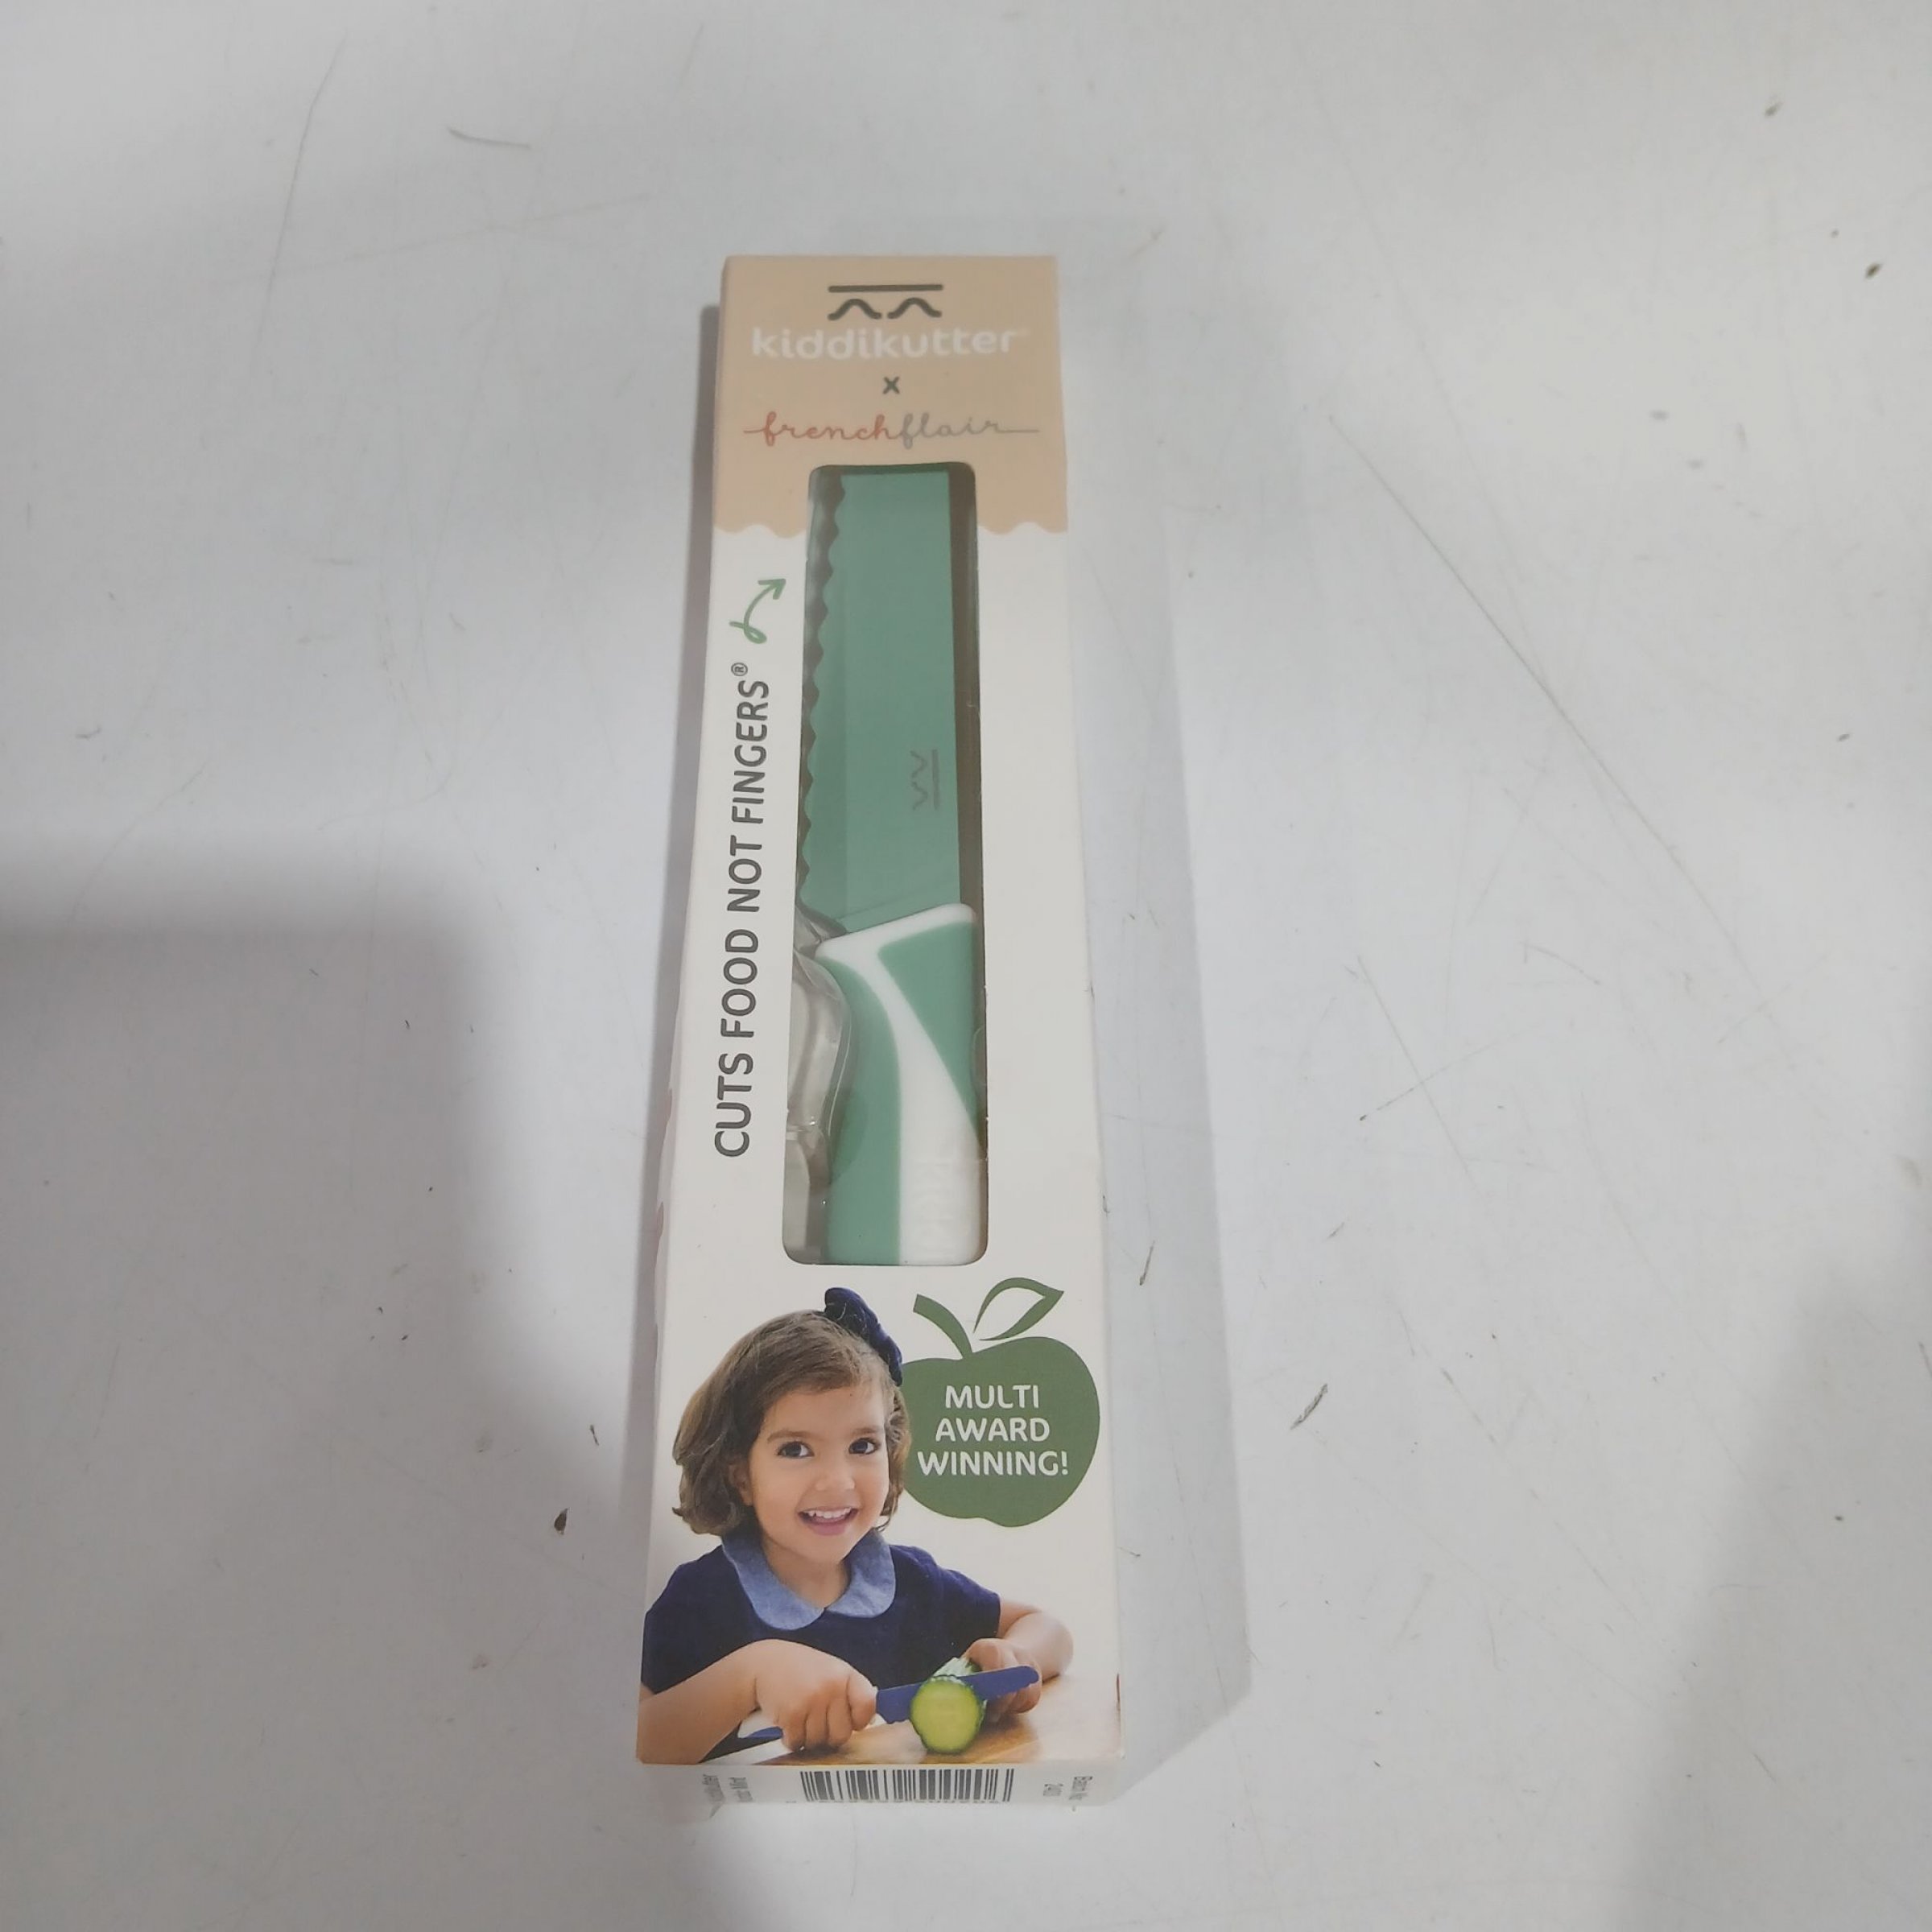 kiddikutter
x
frenchflair
CUTS FOOD NOT FINGERS®
MULTI
AWARD
WINNING!